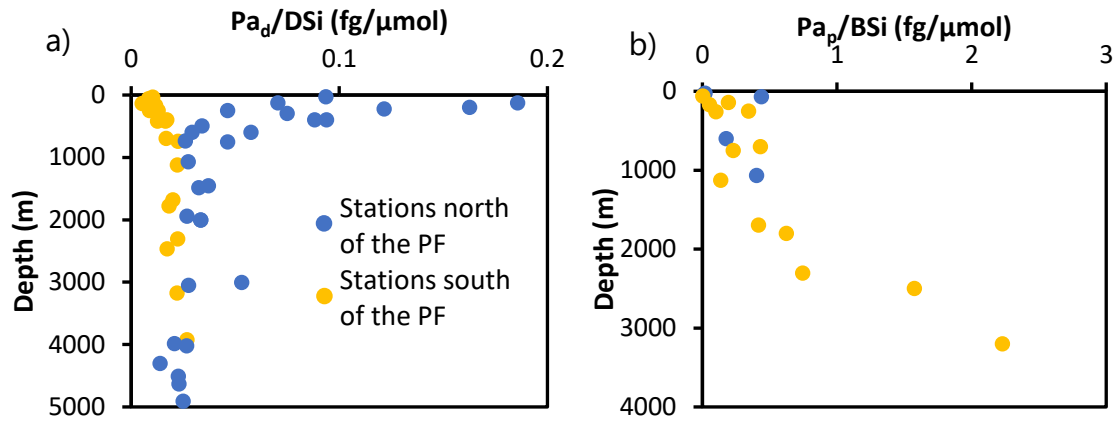 a)
Pa_d/DSi (fg/µmol)
0 0.1 0.2
0
1000
2000
3000
4000
5000
Depth (m)
Stations north
of the PF
Stations south
of the PF
b)
Pa_p/BSi (fg/µmol)
0 1 2 3
0
1000
2000
3000
4000
Depth (m)